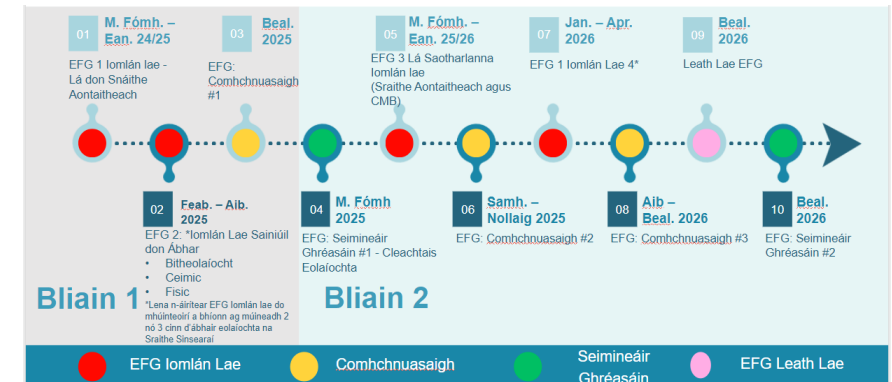 01
M. Fómh. –
Ean. 24/25
EFG 1 Iomlán lae -
Lá don Snáithe
Aontaitheach
02
Feab. – Aib.
2025
EFG 2: *Iomlán Lae Sainiúil
don Ábhar
• Bitheolaíocht
• Ceimic
• Fisic
*Lena n-áirítear EFG Iomlán lae do
mhúinteoirí a bhíonn ag múineadh 2
nó 3 cinn d'ábhair eolaíochta na
Sraithe Sinsearaí
03
Beal.
2025
EFG:
Comhchnuasaigh
#1
Bliain 1
04
M. Fómh
2025
EFG: Seimineáir
Ghréasáin #1 - Cleachtais
Eolaíochta
05
M. Fómh. –
Ean. 25/26
EFG 3 Lá Saotharlanna
Iomlán lae
(Sraithe Aontaitheach agus
CMB)
06
Samh. –
Nollaig 2025
EFG: Comhchnuasaigh #2
07
Jan. – Apr.
2026
EFG 1 Iomlán Lae 4*
08
Aib –
Beal. 2026
EFG: Comhchnuasaigh #3
09
Beal.
2026
Leath Lae EFG
10
Beal.
2026
EFG: Seimineáir
Ghréasáin #2
Bliain 2
EFG Iomlán Lae
Comhchnuasaigh
Seimineáir
Ghréasáin
EFG Leath Lae